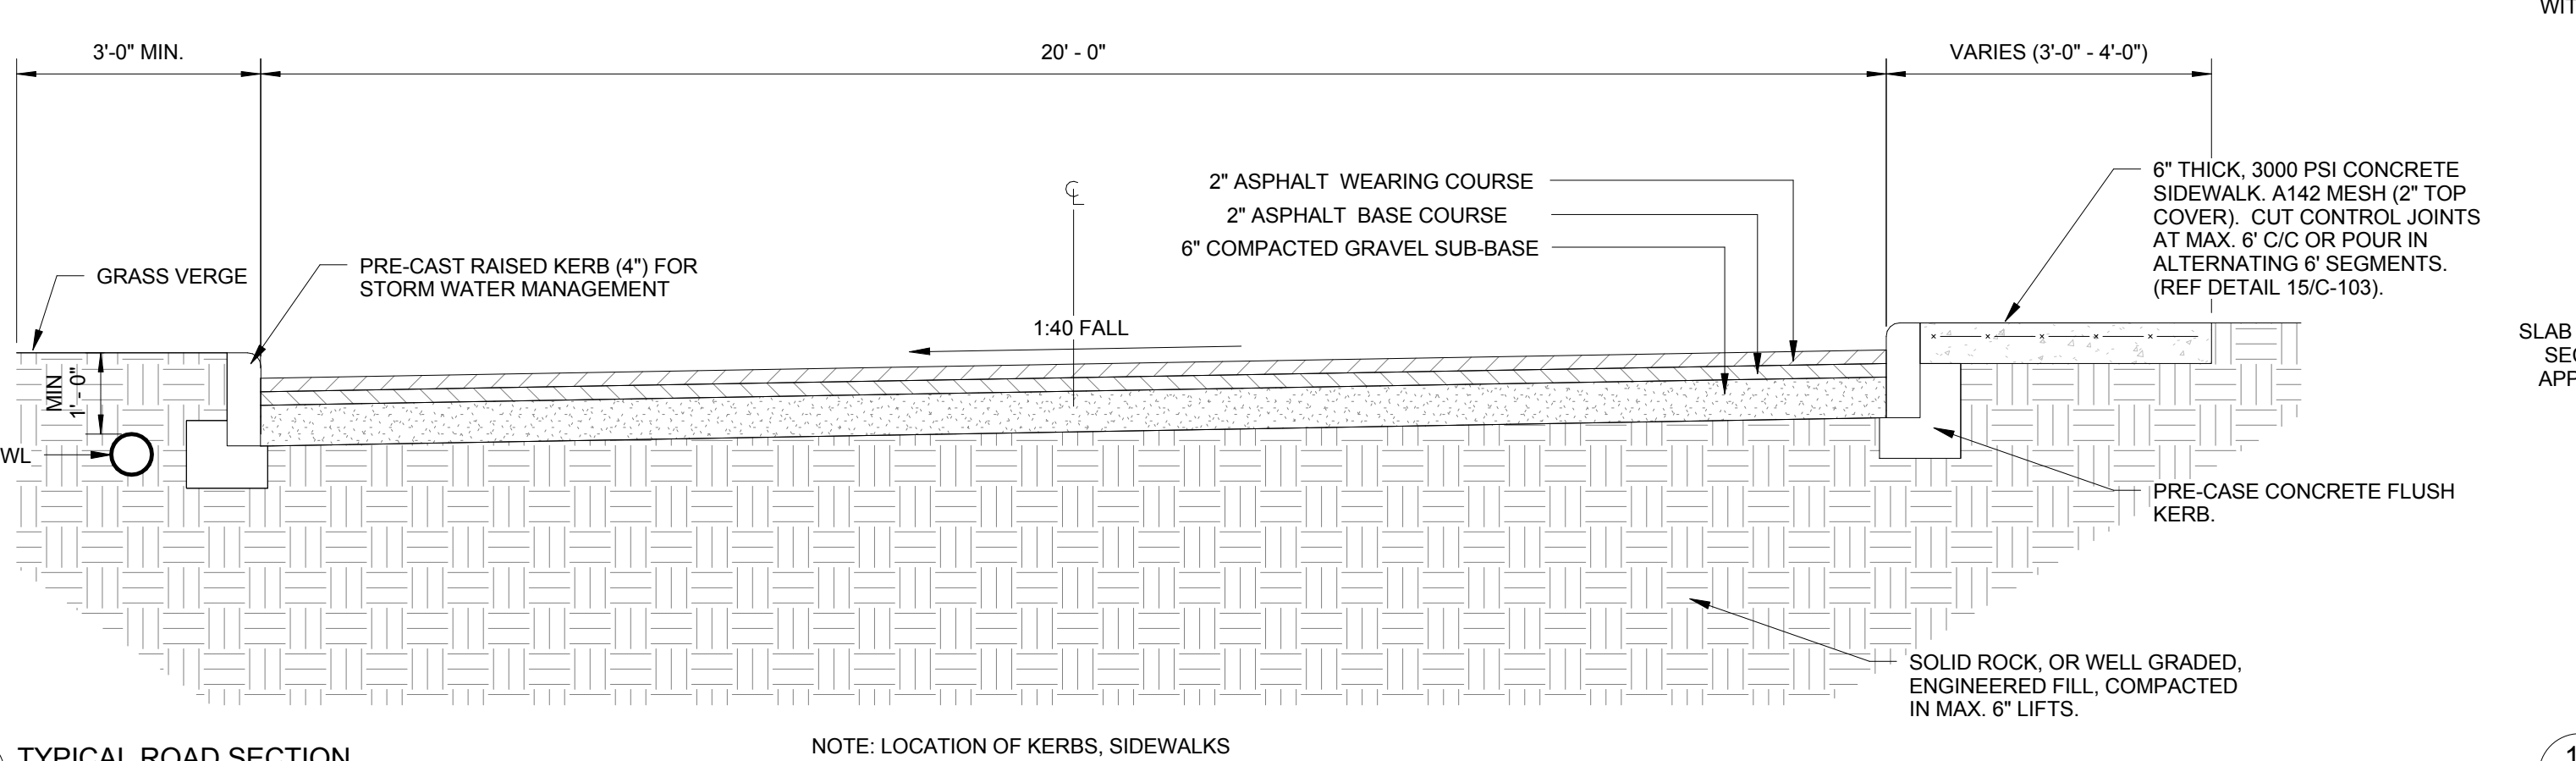 WIT
3'-0" MIN.
20' - 0"
VARIES (3'-0" - 4'-0")
2" ASPHALT WEARING COURSE
2" ASPHALT BASE COURSE
6" COMPACTED GRAVEL SUB-BASE
6" THICK, 3000 PSI CONCRETE
SIDEWALK. A142 MESH (2" TOP
COVER). CUT CONTROL JOINTS
AT MAX. 6' C/C OR POUR IN
ALTERNATING 6' SEGMENTS.
(REF DETAIL 15/C-103).
GRASS VERGE
PRE-CAST RAISED KERB (4") FOR
STORM WATER MANAGEMENT
CL
1:40 FALL
SLAB
SEC
APP
MIN
1' -0"
WL
PRE-CASE CONCRETE FLUSH
KERB.
SOLID ROCK, OR WELL GRADED,
ENGINEERED FILL, COMPACTED
IN MAX. 6" LIFTS.
TYPICAL ROAD SECTION
NOTE: LOCATION OF KERBS, SIDEWALKS
1